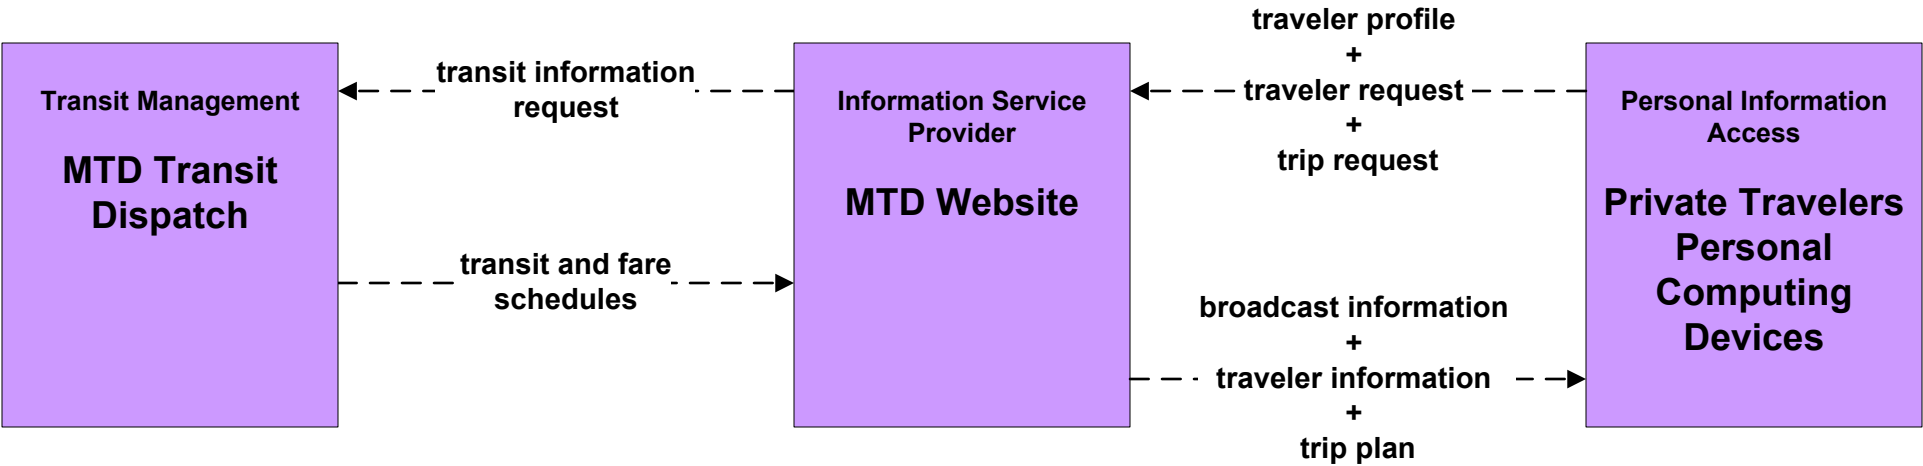 Transit Management
MTD Transit
Dispatch
transit information
request
transit and fare
schedules
Information Service
Provider
MTD Website
traveler profile
+
traveler request
+
trip request
broadcast information
+
traveler information
+
trip plan
Personal Information
Access
Private Travelers
Personal
Computing
Devices